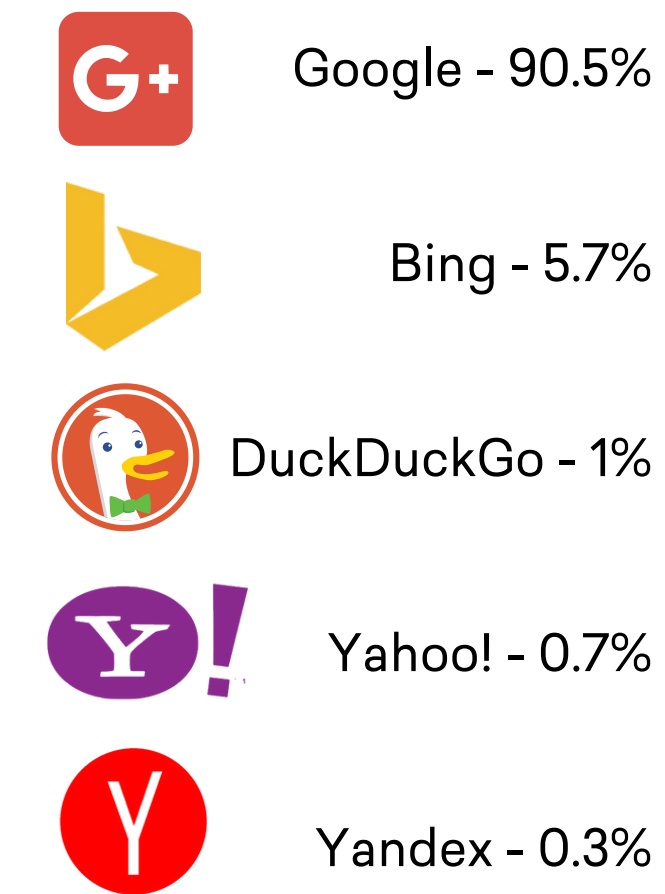 G+
Google - 90.5%
Bing - 5.7%
DuckDuckGo - 1%
Y!
Yahoo! - 0.7%
Y
Yandex - 0.3%